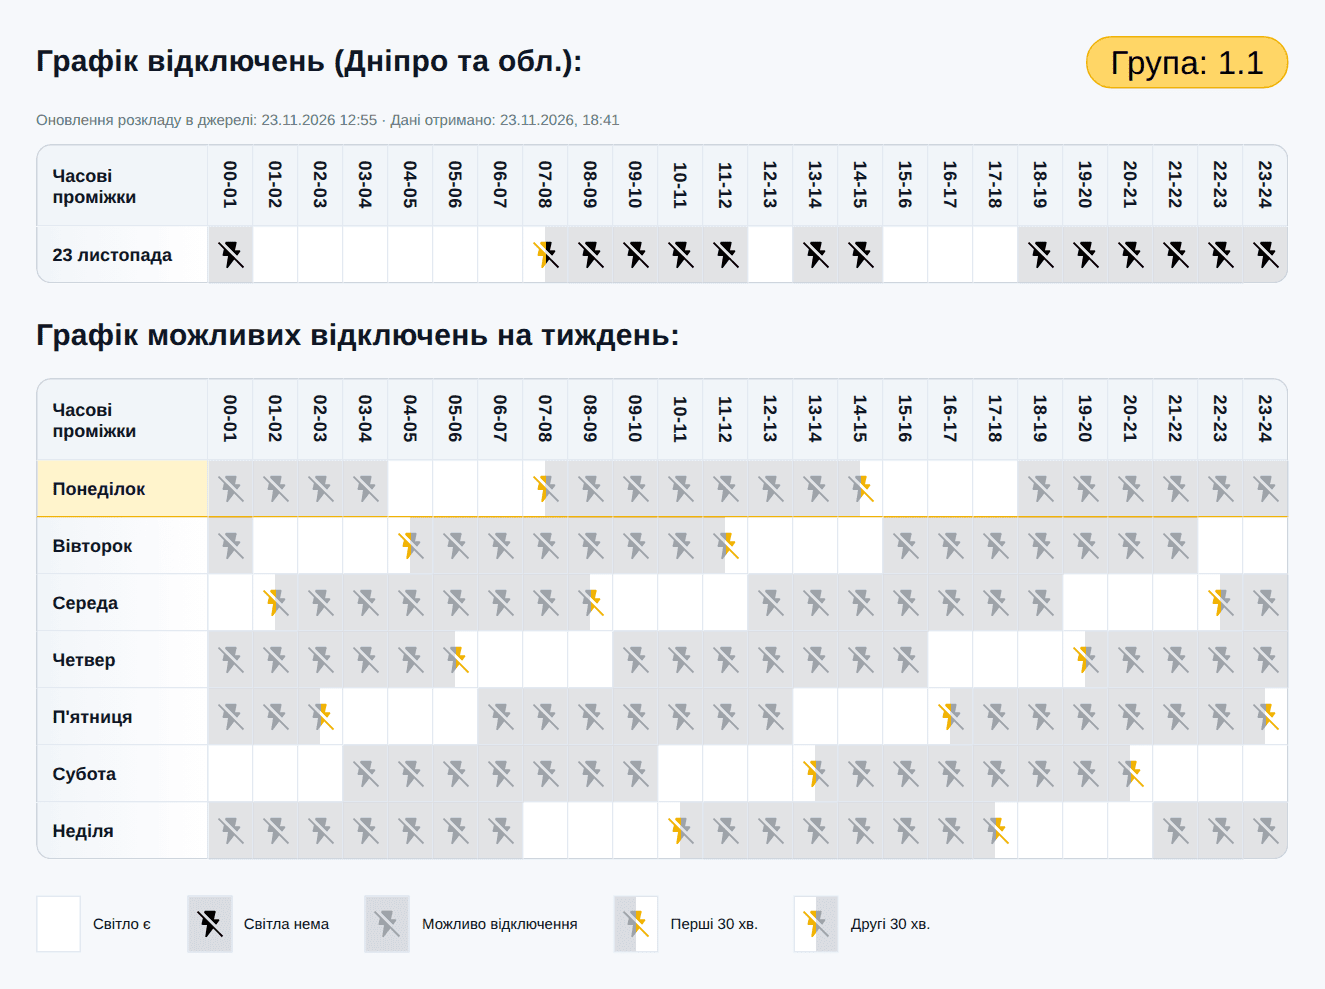 Графік відключень (Дніпро та обл.):
Група: 1.1
Оновлення розкладу в джерелі: 23.11.2026 12:55 · Дані отримано: 23.11.2026, 18:41
Часові
проміжки
00-01 01-02 02-03 03-04 04-05 05-06 06-07 07-08 08-09 09-10 10-11 11-12 12-13 13-14 14-15 15-16 16-17 17-18 18-19 19-20 20-21 21-22 22-23 23-24
23 листопада
Графік можливих відключень на тиждень:
Часові
проміжки
00-01 01-02 02-03 03-04 04-05 05-06 06-07 07-08 08-09 09-10 10-11 11-12 12-13 13-14 14-15 15-16 16-17 17-18 18-19 19-20 20-21 21-22 22-23 23-24
Понеділок
Вівторок
Середа
Четвер
П'ятниця
Субота
Неділя
Світло є
Світла нема
Можливо відключення
Перші 30 хв.
Другі 30 хв.